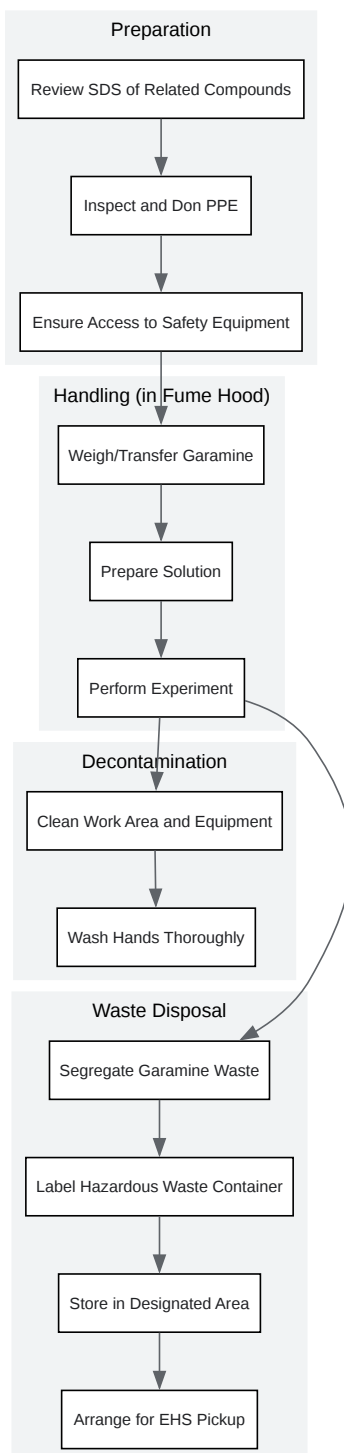 Preparation
Review SDS of Related Compounds
Inspect and Don PPE
Ensure Access to Safety Equipment
Handling (in Fume Hood)
Weigh/Transfer Garamine
Prepare Solution
Perform Experiment
Decontamination
Clean Work Area and Equipment
Wash Hands Thoroughly
Waste Disposal
Segregate Garamine Waste
Label Hazardous Waste Container
Store in Designated Area
Arrange for EHS Pickup